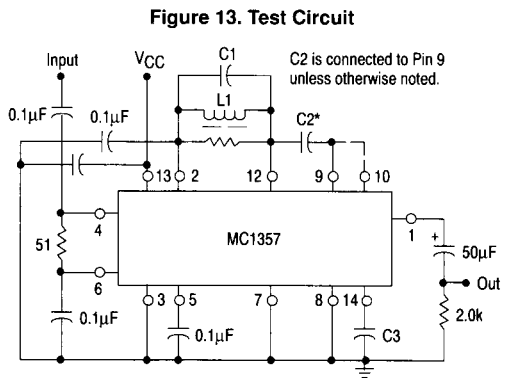 Figure 13. Test Circuit
Input
VCC
C1
C2 is connected to Pin 9
unless otherwise noted.
L1
0.1µF
0.1µF
C2*
13
2
12
9
10
4
MC1357
1
+
50µF
51
6
Out
3
5
7
8
14
2.0k
0.1µF
0.1µF
C3